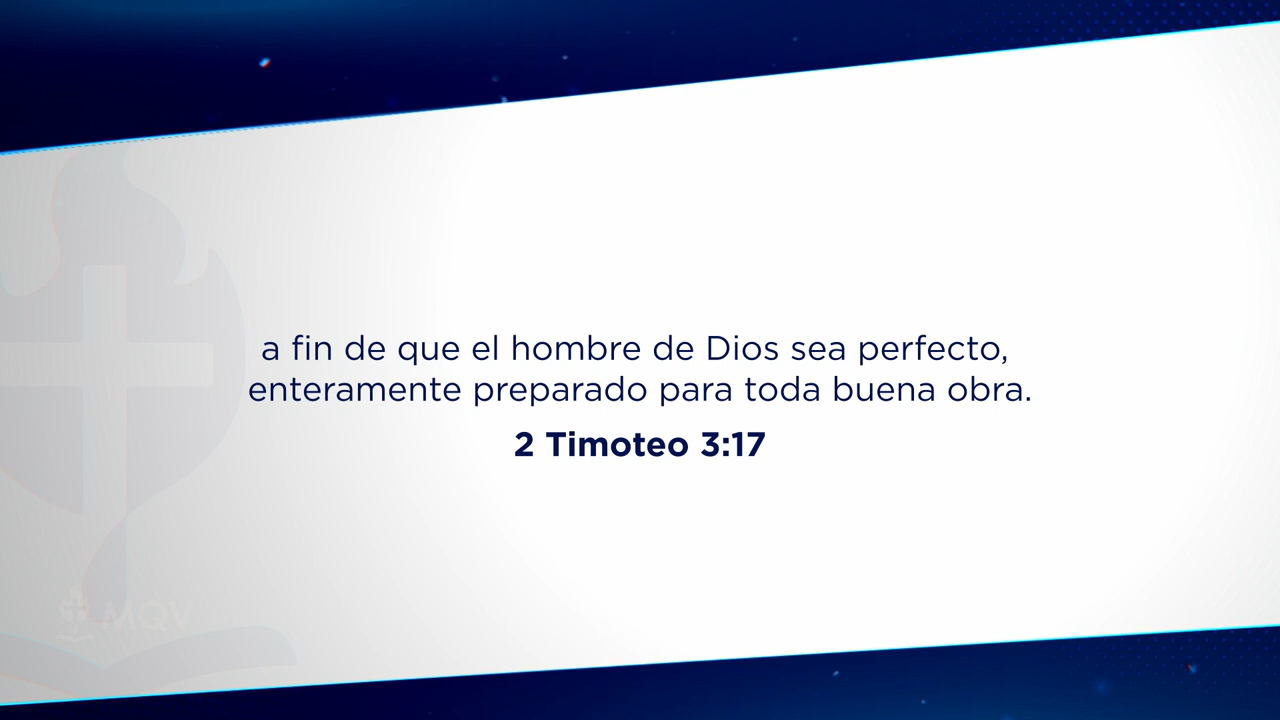 a fin de que el hombre de Dios sea perfecto,
enteramente preparado para toda buena obra.
2 Timoteo 3:17
MQV